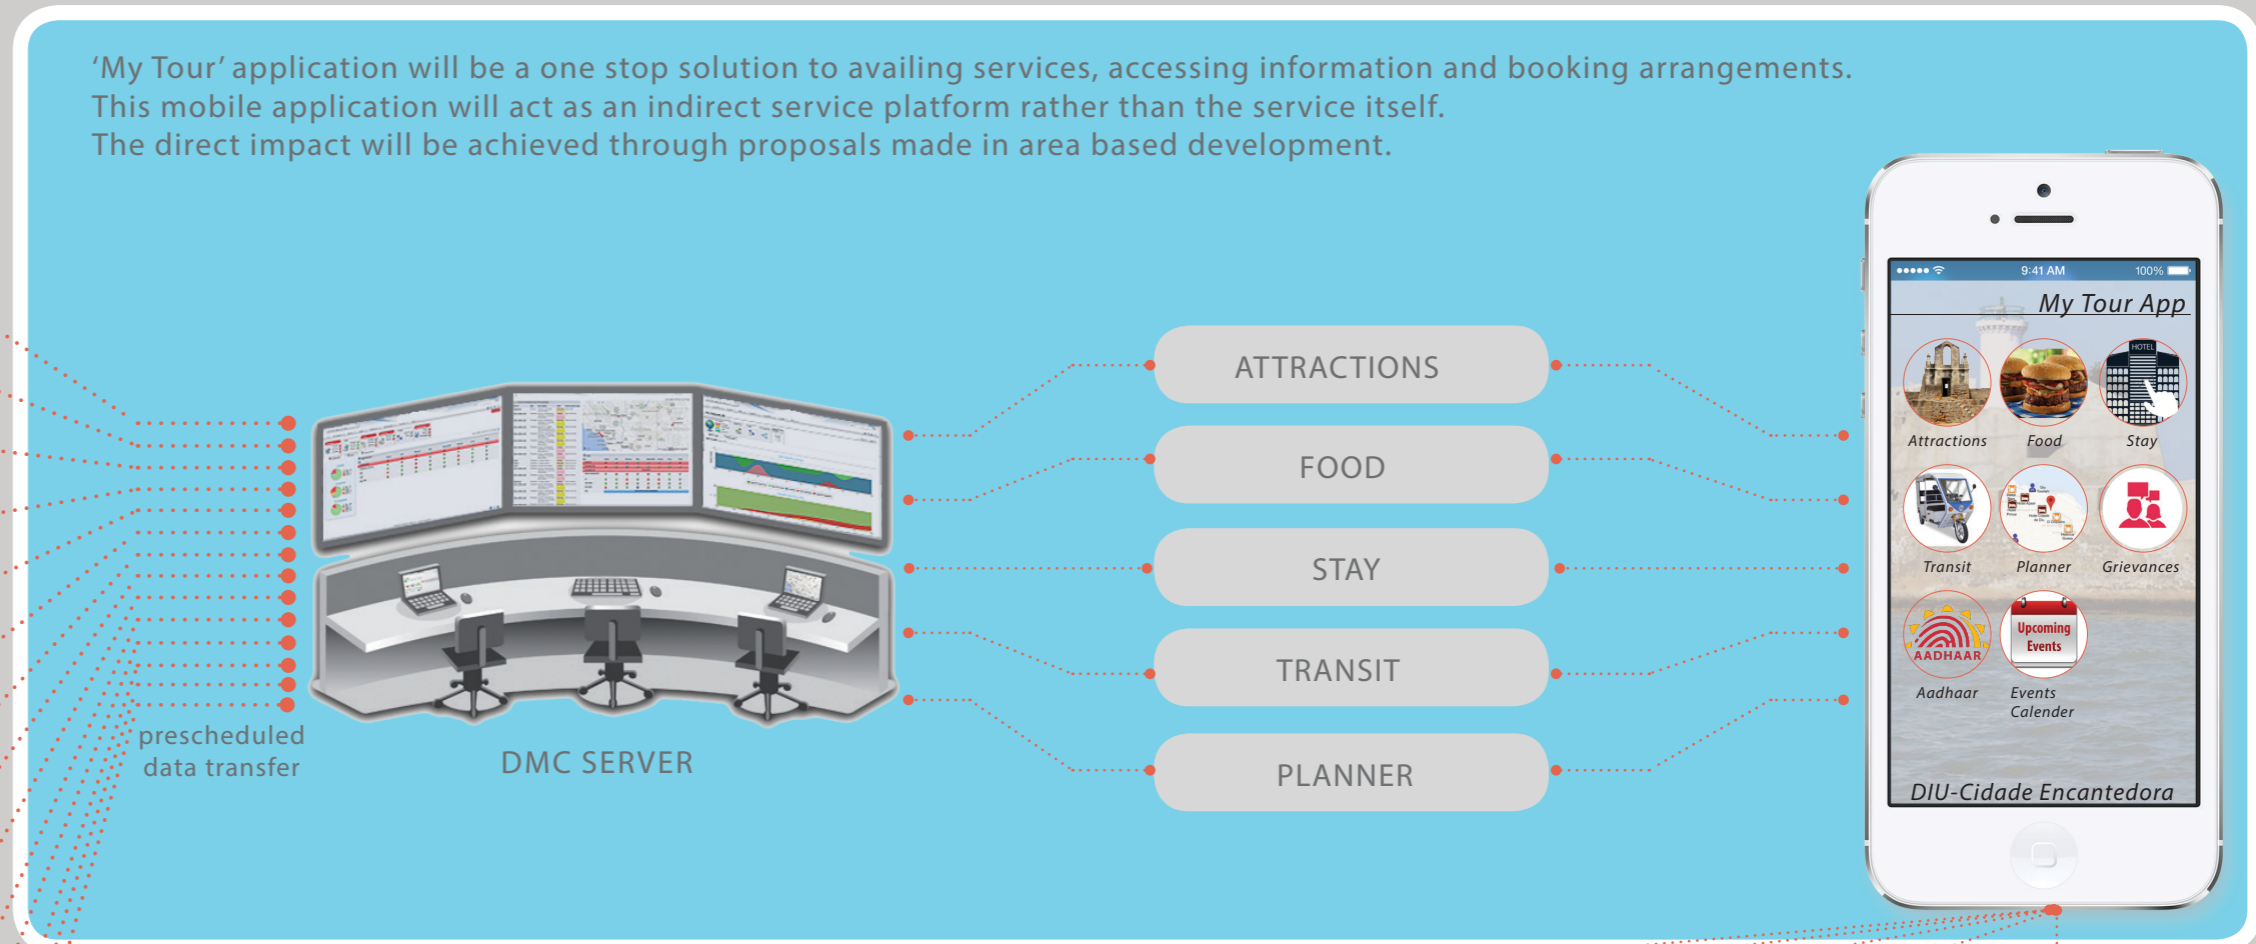 ‘My Tour’ application will be a one stop solution to availing services, accessing information and booking arrangements.
This mobile application will act as an indirect service platform rather than the service itself.
The direct impact will be achieved through proposals made in area based development.
prescheduled
data transfer
DMC SERVER
ATTRACTIONS
FOOD
STAY
TRANSIT
PLANNER
9:41 AM 100%
My Tour App
HOTEL
Attractions Food Stay
Transit Planner Grievances
AADHAAR
Upcoming
Events
Aadhaar Events
Calender
DIU-Cidade Encantedora